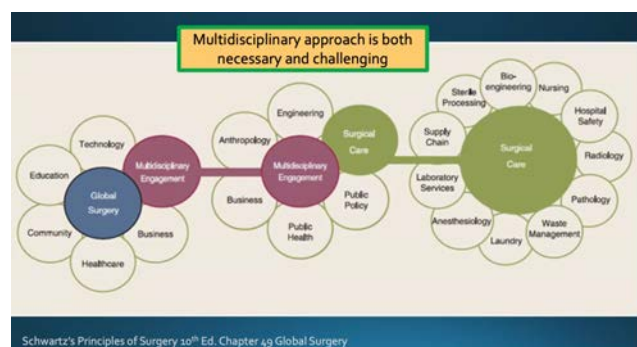 Multidisciplinary approach is both
necessary and challenging
Technology
Education
Community
Healthcare
Business
Global
Surgery
Multidisciplinary
Engagement
Engineering
Anthropology
Business
Public
Health
Public
Policy
Multidisciplinary
Engagement
Surgical
Care
Bio-
engineering
Sterile
Processing
Nursing
Supply
Chain
Hospital
Safety
Laboratory
Services
Radiology
Anesthesiology
Pathology
Laundry
Waste
Management
Surgical
Care
Schwartz's Principles of Surgery 10th Ed. Chapter 49 Global Surgery